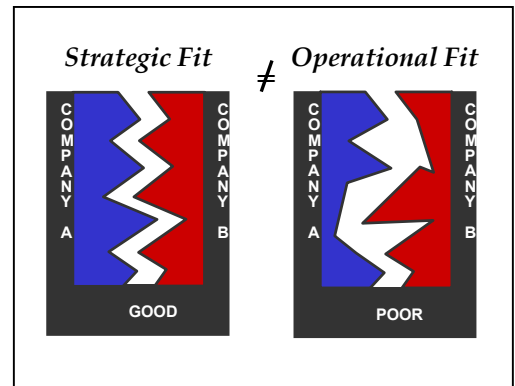 Strategic Fit ≠ Operational Fit
COMPANY A
COMPANY B
GOOD
COMPANY A
COMPANY B
POOR